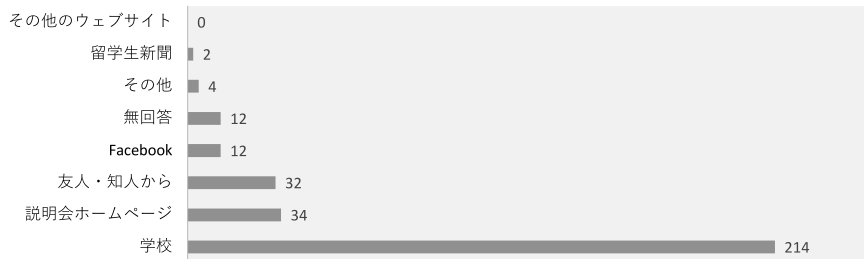 その他のウェブサイト 0
留学生新聞 2
その他 4
無回答 12
Facebook 12
友人・知人から 32
説明会ホームページ 34
学校 214